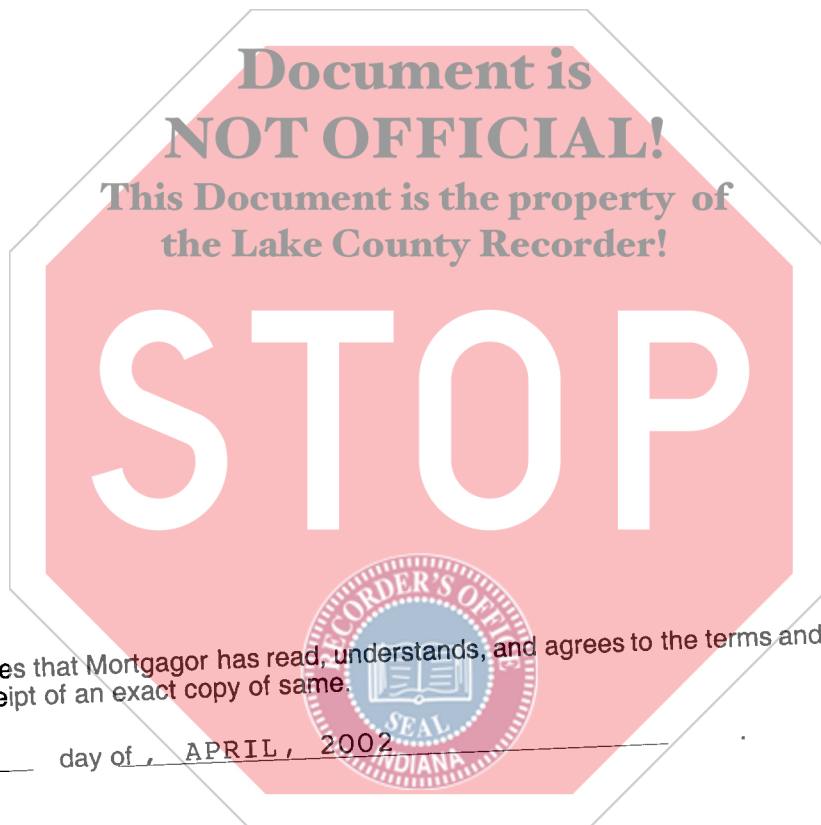 Document is
NOT OFFICIAL!
This Document is the property of
the Lake County Recorder!
STOP
RECORDER'S OFFICE
es that Mortgagor has read, understands, and agrees to the terms and
eipt of an exact copy of same.
SEAL
day of , APRIL, 2002
INDIANA